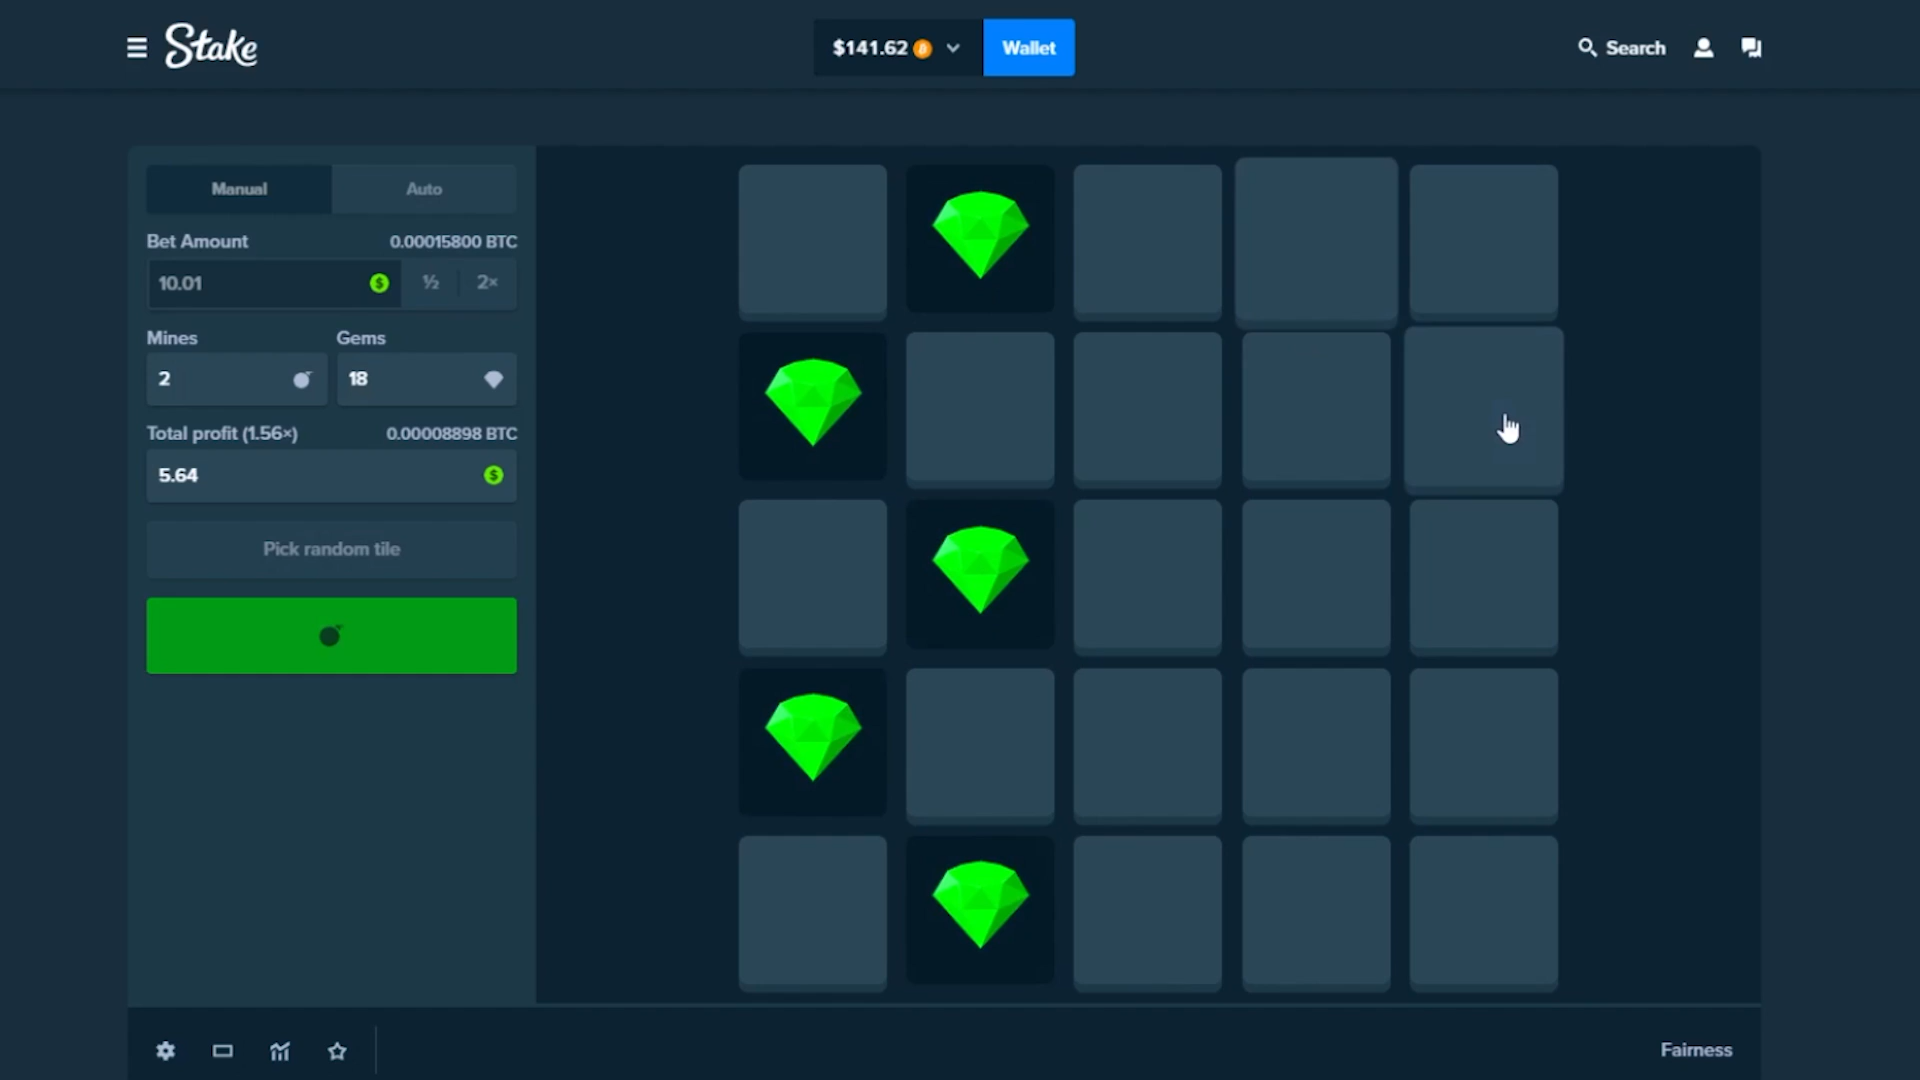 Stake
$141.62
Wallet
Search
Manual
Auto
Bet Amount
0.00015800 BTC
10.01
½
2×
Mines
Gems
2
18
Total profit (1.56×)
0.00008898 BTC
5.64
Pick random tile
Fairness